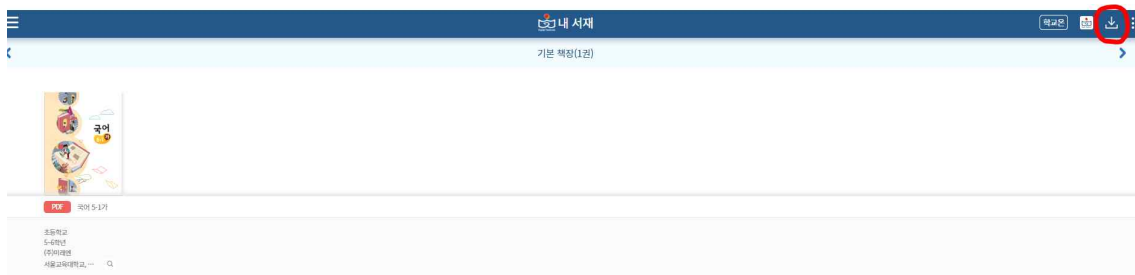 내 서재
학교온
기본 책장(1권)
국어
PDF 국어 5-1가
초등학교
5~6학년
(주)미래엔
서울교육대학교, ···